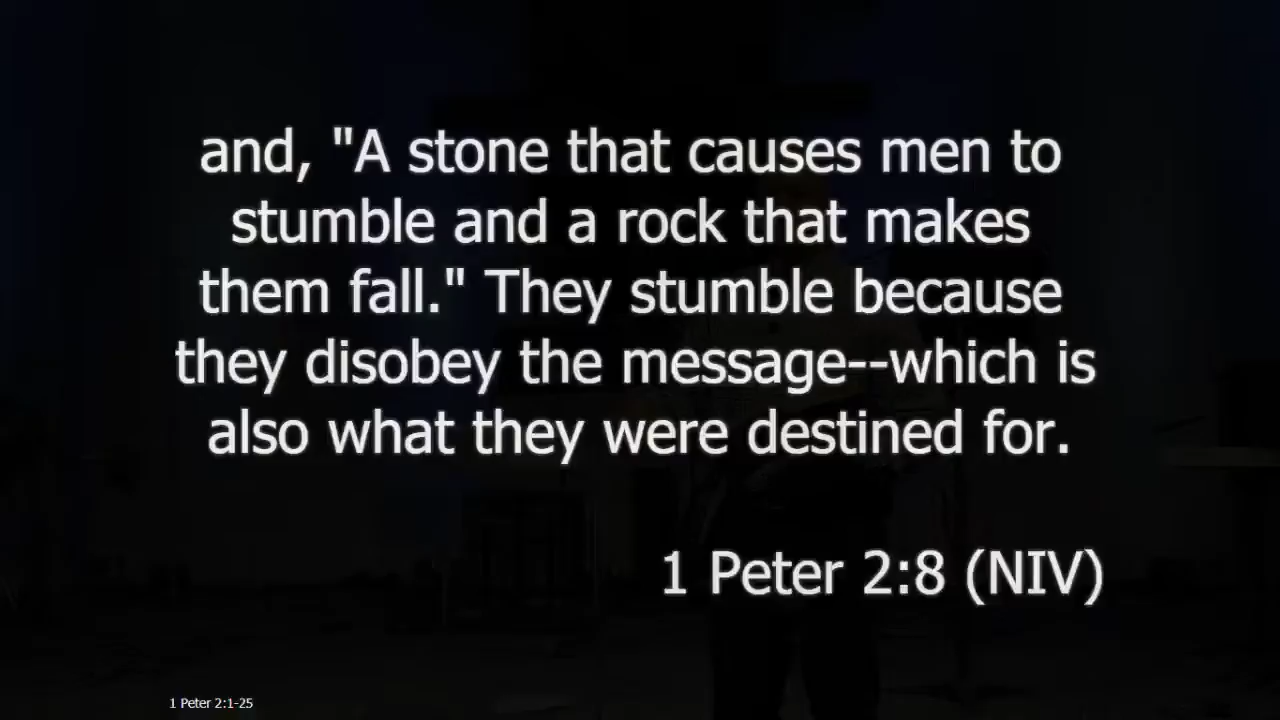 and, "A stone that causes men to
stumble and a rock that makes
them fall." They stumble because
they disobey the message--which is
also what they were destined for.
1 Peter 2:8 (NIV)
1 Peter 2:1-25